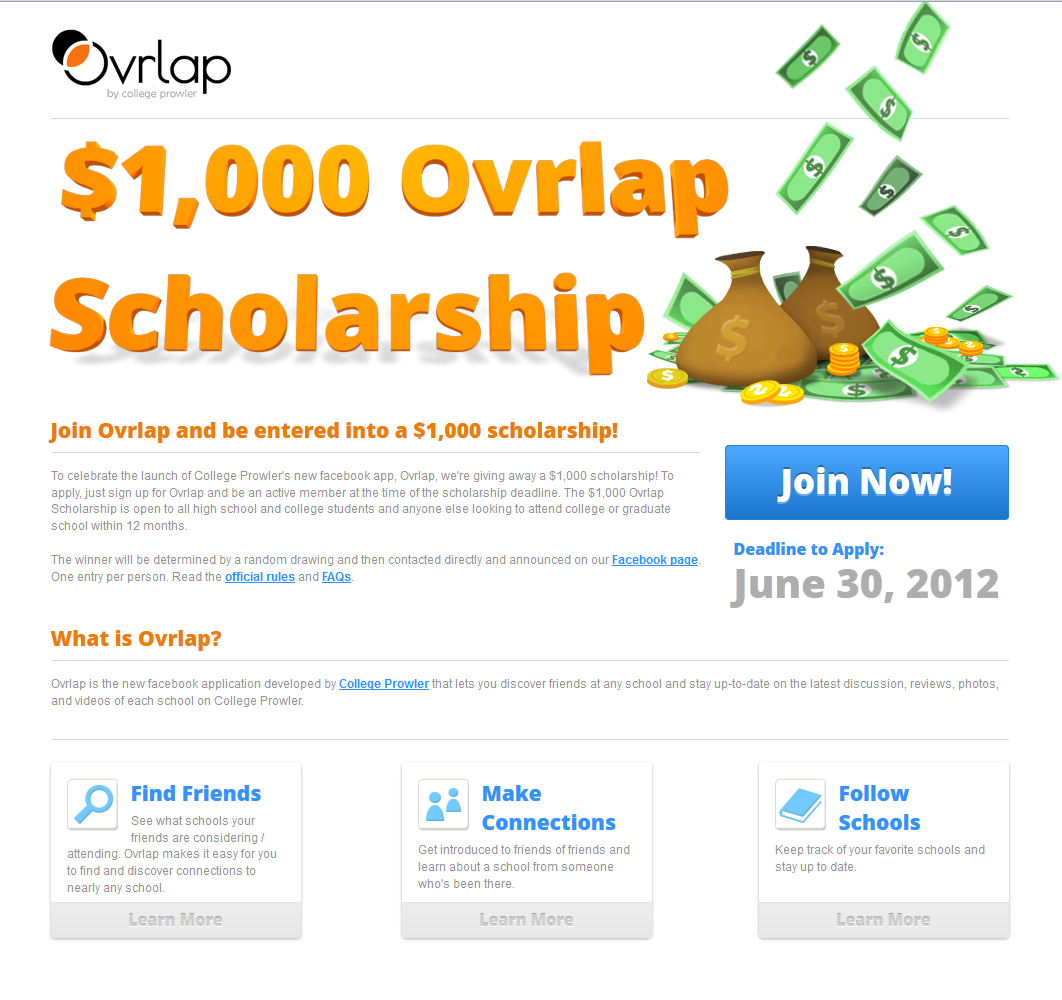 Ovrlap
by college prowler
$1,000 Ovrlap
Scholarship
Join Ovrlap and be entered into a $1,000 scholarship!
To celebrate the launch of College Prowler's new facebook app, Ovrlap, we're giving away a $1,000 scholarship! To
apply, just sign up for Ovrlap and be an active member at the time of the scholarship deadline. The $1,000 Ovrlap
Scholarship is open to all high school and college students and anyone else looking to attend college or graduate
school within 12 months.
The winner will be determined by a random drawing and then contacted directly and announced on our Facebook page.
One entry per person. Read the official rules and FAQs.
Join Now!
Deadline to Apply:
June 30, 2012
What is Ovrlap?
Ovrlap is the new facebook application developed by College Prowler that lets you discover friends at any school and stay up-to-date on the latest discussion, reviews, photos,
and videos of each school on College Prowler.
Find Friends
See what schools your
friends are considering /
attending. Ovrlap makes it easy for you
to find and discover connections to
nearly any school.
Learn More
Make
Connections
Get introduced to friends of friends and
learn about a school from someone
who's been there.
Learn More
Follow
Schools
Keep track of your favorite schools and
stay up to date.
Learn More